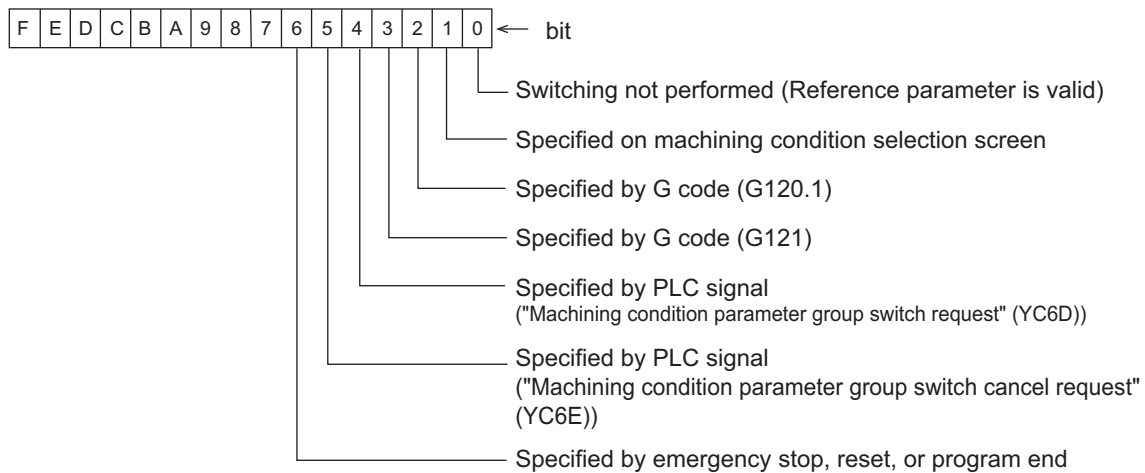 F E D C B A 9 8 7 6 5 4 3 2 1 0 bit
Switching not performed (Reference parameter is valid)
Specified on machining condition selection screen
Specified by G code (G120.1)
Specified by G code (G121)
Specified by PLC signal
("Machining condition parameter group switch request" (YC6D))
Specified by PLC signal
("Machining condition parameter group switch cancel request"
(YC6E))
Specified by emergency stop, reset, or program end